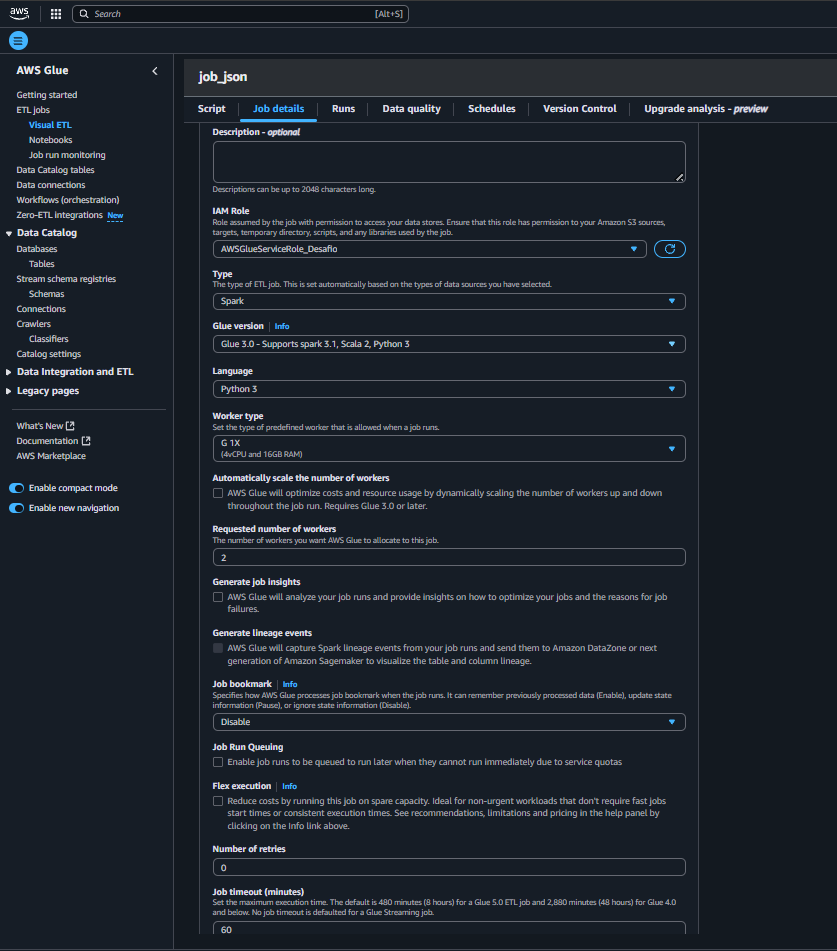 aws
Search
[Alt+S]
AWS Glue
Getting started
ETL jobs
Visual ETL
Notebooks
Job run monitoring
Data Catalog tables
Data connections
Workflows (orchestration)
Zero-ETL integrations New
Data Catalog
Databases
Tables
Stream schema registries
Schemas
Connections
Crawlers
Classifiers
Catalog settings
Data Integration and ETL
Legacy pages
What's New
Documentation
AWS Marketplace
Enable compact mode
Enable new navigation
job_json
Script Job details Runs Data quality Schedules Version Control Upgrade analysis - preview
Description - optional
Descriptions can be up to 2048 characters long.
IAM Role
Role assumed by the job with permission to access your data stores. Ensure that this role has permission to your Amazon S3 sources,
targets, temporary directory, scripts, and any libraries used by the job.
AWSGlueServiceRole_Desafio
Type
The type of ETL job. This is set automatically based on the types of data sources you have selected.
Spark
Glue version Info
Glue 3.0 - Supports spark 3.1, Scala 2, Python 3
Language
Python 3
Worker type
Set the type of predefined worker that is allowed when a job runs.
G 1X
(4vCPU and 16GB RAM)
Automatically scale the number of workers
AWS Glue will optimize costs and resource usage by dynamically scaling the number of workers up and down
throughout the job run. Requires Glue 3.0 or later.
Requested number of workers
The number of workers you want AWS Glue to allocate to this job.
2
Generate job insights
AWS Glue will analyze your job runs and provide insights on how to optimize your jobs and the reasons for job
failures.
Generate lineage events
AWS Glue will capture Spark lineage events from your job runs and send them to Amazon DataZone or next
generation of Amazon Sagemaker to visualize the table and column lineage.
Job bookmark Info
Specifies how AWS Glue processes job bookmark when the job runs. It can remember previously processed data (Enable), update state
information (Pause), or ignore state information (Disable).
Disable
Job Run Queuing
Enable job runs to be queued to run later when they cannot run immediately due to service quotas
Flex execution Info
Reduce costs by running this job on spare capacity. Ideal for non-urgent workloads that don't require fast jobs
start times or consistent execution times. See recommendations, limitations and pricing in the help panel by
clicking on the Info link above.
Number of retries
0
Job timeout (minutes)
Set the maximum execution time. The default is 480 minutes (8 hours) for a Glue 5.0 ETL job and 2,880 minutes (48 hours) for Glue 4.0
and below. No job timeout is defaulted for a Glue Streaming job.
60